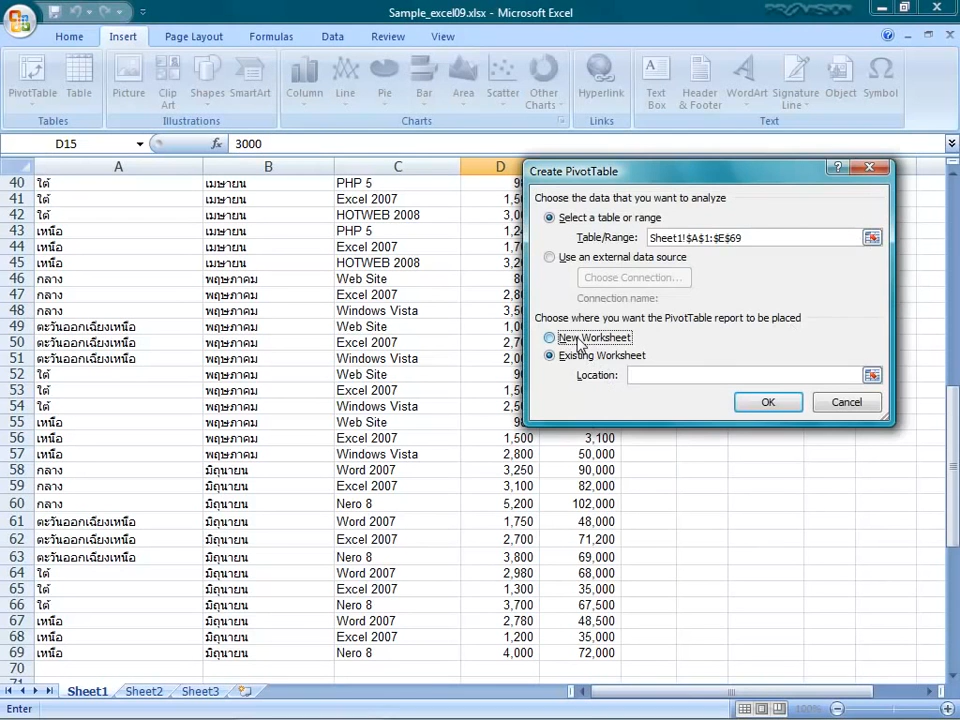 Sample_excel09.xlsx - Microsoft Excel
Home Insert Page Layout Formulas Data Review View
PivotTable Table Picture Clip Art Shapes SmartArt Column Line Pie Bar Area Scatter Other Charts Hyperlink Text Box Header & Footer WordArt Signature Line Object Symbol
Tables Illustrations Charts Links Text
D15 fx 3000
A B C D
40 ใต้ เมษายน PHP 5
41 ใต้ เมษายน Excel 2007
42 ใต้ เมษายน HOTWEB 2008
43 เหนือ เมษายน PHP 5
44 เหนือ เมษายน Excel 2007
45 เหนือ เมษายน HOTWEB 2008
46 กลาง พฤษภาคม Web Site
47 กลาง พฤษภาคม Excel 2007
48 กลาง พฤษภาคม Windows Vista
49 ตะวันออกเฉียงเหนือ พฤษภาคม Web Site
50 ตะวันออกเฉียงเหนือ พฤษภาคม Excel 2007
51 ตะวันออกเฉียงเหนือ พฤษภาคม Windows Vista
52 ใต้ พฤษภาคม Web Site
53 ใต้ พฤษภาคม Excel 2007
54 ใต้ พฤษภาคม Windows Vista
55 เหนือ พฤษภาคม Web Site
56 เหนือ พฤษภาคม Excel 2007 1,500 3,100
57 เหนือ พฤษภาคม Windows Vista 2,800 50,000
58 กลาง มิถุนายน Word 2007 3,250 90,000
59 กลาง มิถุนายน Excel 2007 3,100 82,000
60 กลาง มิถุนายน Nero 8 5,200 102,000
61 ตะวันออกเฉียงเหนือ มิถุนายน Word 2007 1,750 48,000
62 ตะวันออกเฉียงเหนือ มิถุนายน Excel 2007 2,700 71,200
63 ตะวันออกเฉียงเหนือ มิถุนายน Nero 8 3,800 69,000
64 ใต้ มิถุนายน Word 2007 2,980 68,000
65 ใต้ มิถุนายน Excel 2007 1,300 35,000
66 ใต้ มิถุนายน Nero 8 3,700 67,500
67 เหนือ มิถุนายน Word 2007 2,780 48,500
68 เหนือ มิถุนายน Excel 2007 1,200 35,000
69 เหนือ มิถุนายน Nero 8 4,000 72,000
70
Create PivotTable
Choose the data that you want to analyze
Select a table or range
Table/Range: Sheet1!$A$1:$E$69
Use an external data source
Choose Connection...
Connection name:
Choose where you want the PivotTable report to be placed
New Worksheet
Existing Worksheet
Location:
OK Cancel
Sheet1 Sheet2 Sheet3
Enter 100%